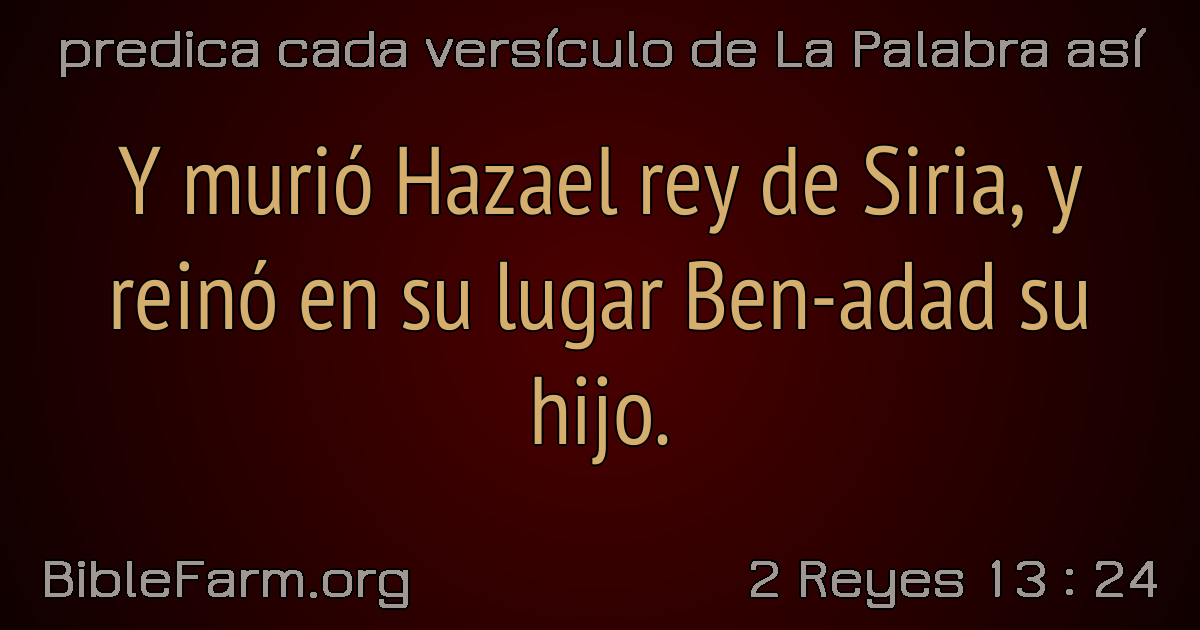 predica cada versículo de La Palabra así
Y murió Hazael rey de Siria, y
reinó en su lugar Ben-adad su
hijo.
BibleFarm.org
2 Reyes 13 : 24